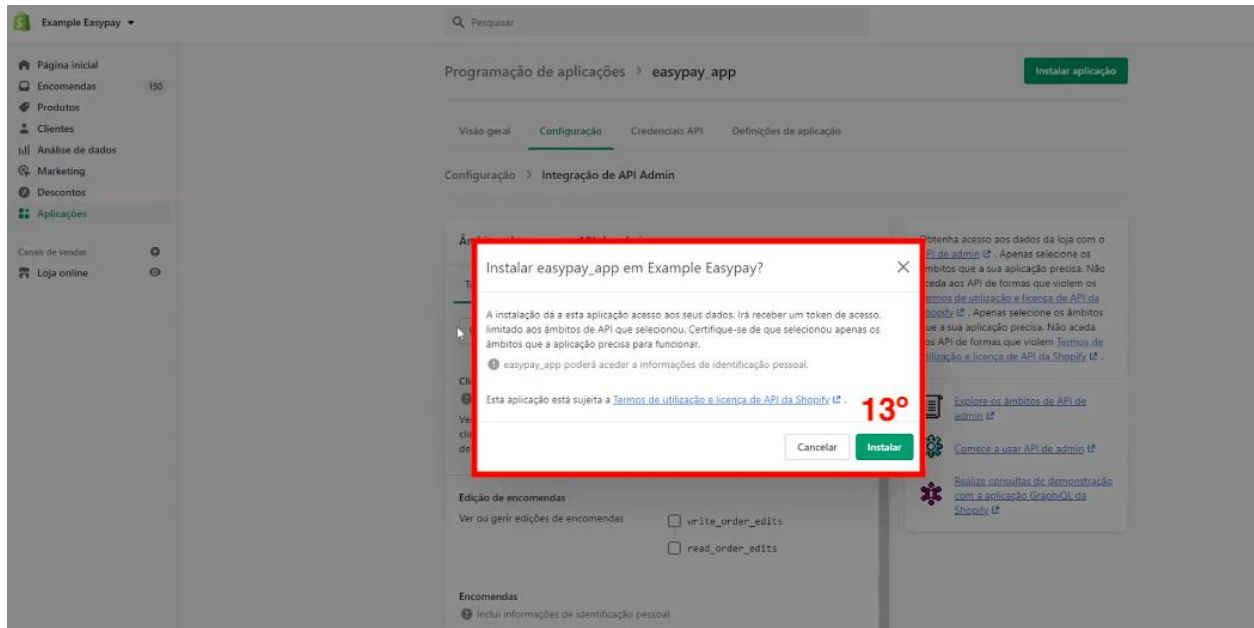 Example Easypay
Pesquisar
Página inicial
Encomendas 150
Produtos
Clientes
Análise de dados
Marketing
Descontos
Aplicações
Canais de vendas
Loja online
Programação de aplicações > easypay_app
Instalar aplicação
Visão geral Configuração Credenciais API Definições de aplicação
Configuração > Integração de API Admin
Instalar easypay_app em Example Easypay?
A instalação dá a esta aplicação acesso aos seus dados. Irá receber um token de acesso.
limitado aos âmbitos de API que selecionou. Certifique-se de que selecionou apenas os
âmbitos que a aplicação precisa para funcionar.
easypay_app poderá aceder a informações de identificação pessoal.
Esta aplicação está sujeita a Termos de utilização e licença de API da Shopify.
13º
Cancelar Instalar
Edição de encomendas
Ver ou gerir edições de encomendas
write_order_edits
read_order_edits
Encomendas
Inclui informações de identificação pessoal
Obtenha acesso aos dados da loja com o
API de admin. Apenas selecione os
âmbitos que a sua aplicação precisa. Não
aceda aos API de formas que violem os
Termos de utilização e licença de API da
Shopify. Apenas selecione os âmbitos
que a sua aplicação precisa. Não aceda
aos API de formas que violem Termos de
utilização e licença de API da Shopify.
Explore os âmbitos de API de
admin
Comece a usar API de admin
Realize consultas de demonstração
com a aplicação GraphiQL da
Shopify